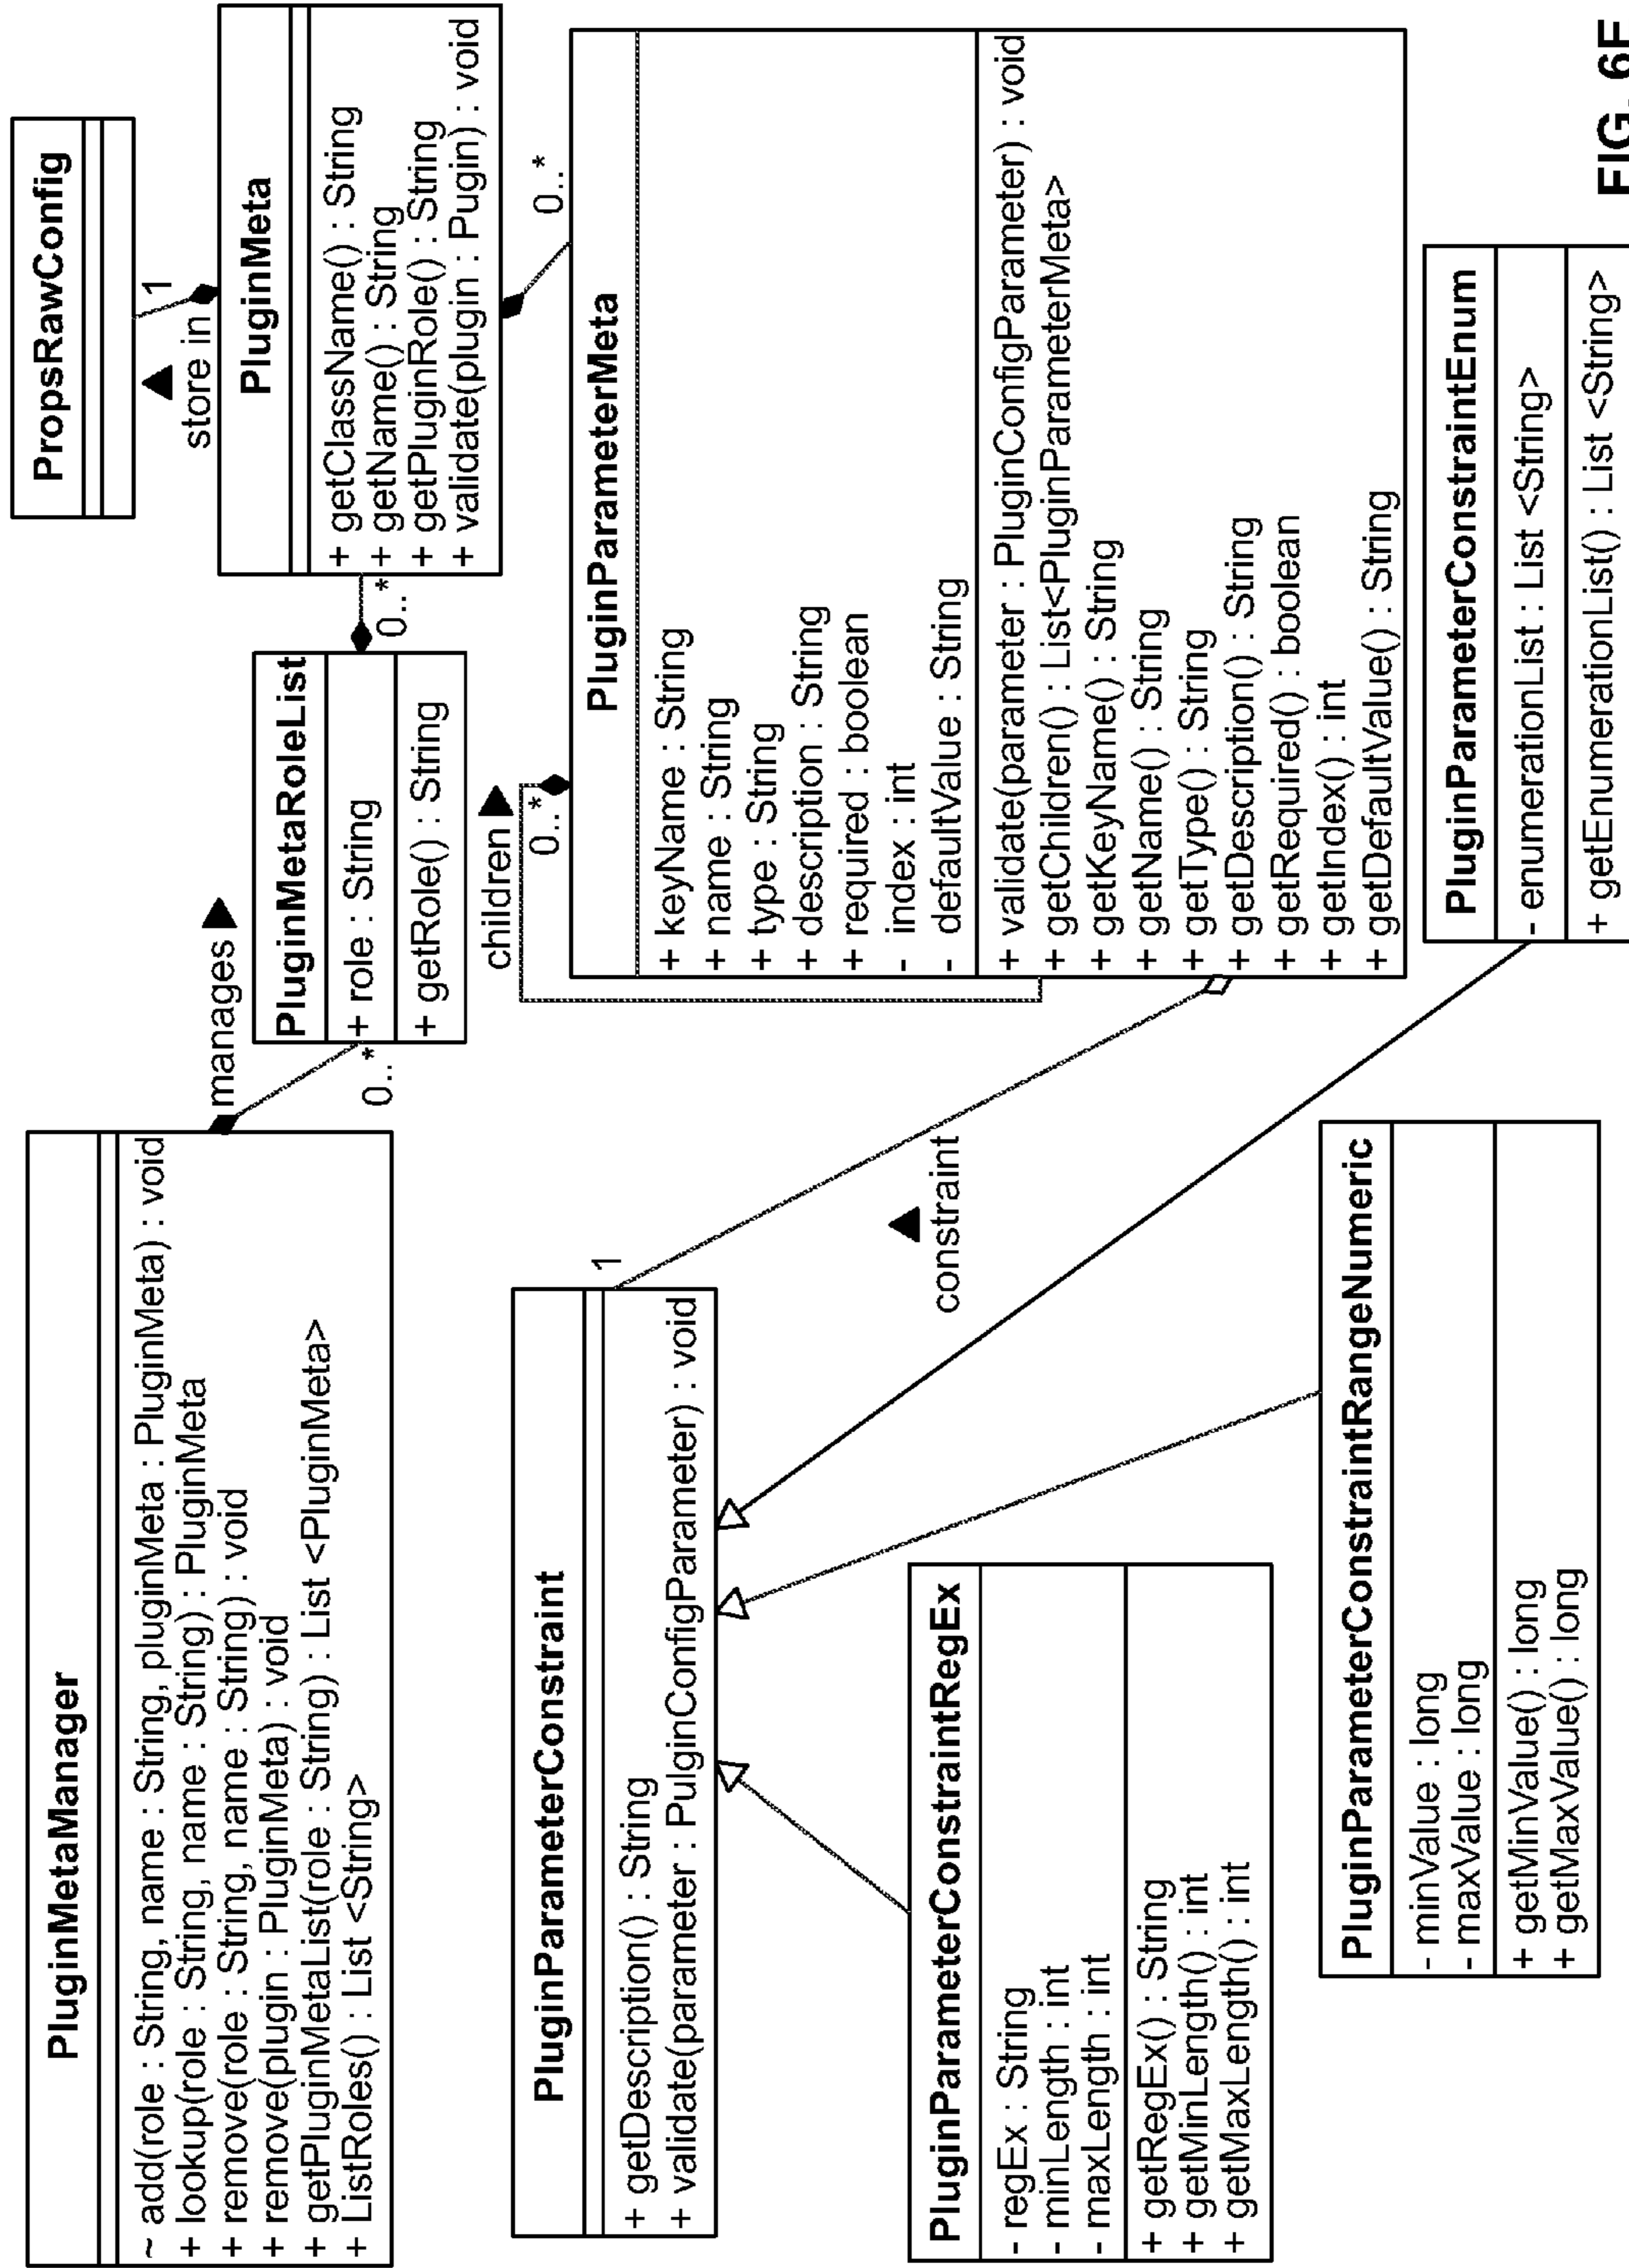 PluginMetaManager
~ add(role : String, name : String, pluginMeta : PluginMeta) : void
+ lookup(role : String, name : String) : PluginMeta
+ remove(role : String, name : String) : void
+ remove(plugin : PluginMeta) : void
+ getPluginMetaList(role : String) : List <PluginMeta>
+ ListRoles() : List <String>
manages
0..*
PluginMetaRoleList
+ role : String
+ getRole() : String
0..*
PropsRawConfig
1
store in
PluginMeta
+ getClassName() : String
+ getName() : String
+ getPluginRole() : String
+ validate(plugin : Pugin) : void
0..*
children
0..*
PluginParameterMeta
+ keyName : String
+ name : String
+ type : String
+ description : String
+ required : boolean
- index : int
- defaultValue : String
+ validate(parameter : PluginConfigParameter) : void
+ getChildren() : List<PluginParameterMeta>
+ getKeyName() : String
+ getName() : String
+ getType() : String
+ getDescription() : String
+ getRequired() : boolean
+ getIndex() : int
+ getDefaultValue() : String
PluginParameterConstraint
+ getDescription() : String
+ validate(parameter : PulginConfigParameter) : void
1
constraint
PluginParameterConstraintRegEx
- regEx : String
- minLength : int
- maxLength : int
+ getRegEx() : String
+ getMinLength() : int
+ getMaxLength() : int
PluginParameterConstraintRangeNumeric
- minValue : long
- maxValue : long
+ getMinValue() : long
+ getMaxValue() : long
PluginParameterConstraintEnum
- enumerationList : List <String>
+ getEnumerationList() : List <String>